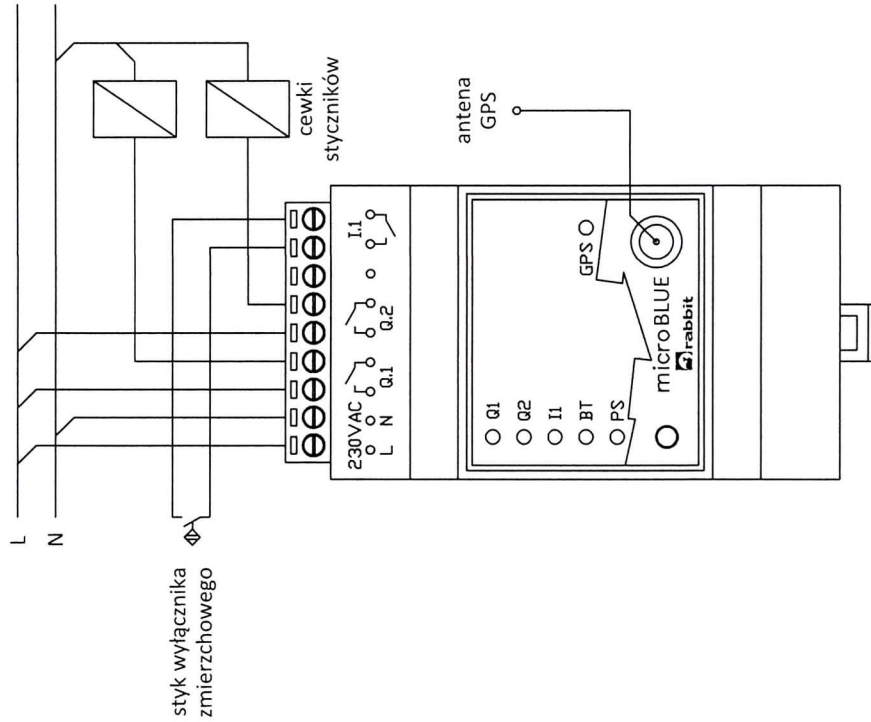 L
N
cewki
styczników
styk wyłącznika
zmierzchowego
antena
GPS
230VAC
L N Q.1 Q.2 I.1
Q1
Q2
I1
BT
PS
GPS
microBLUE
rabbit